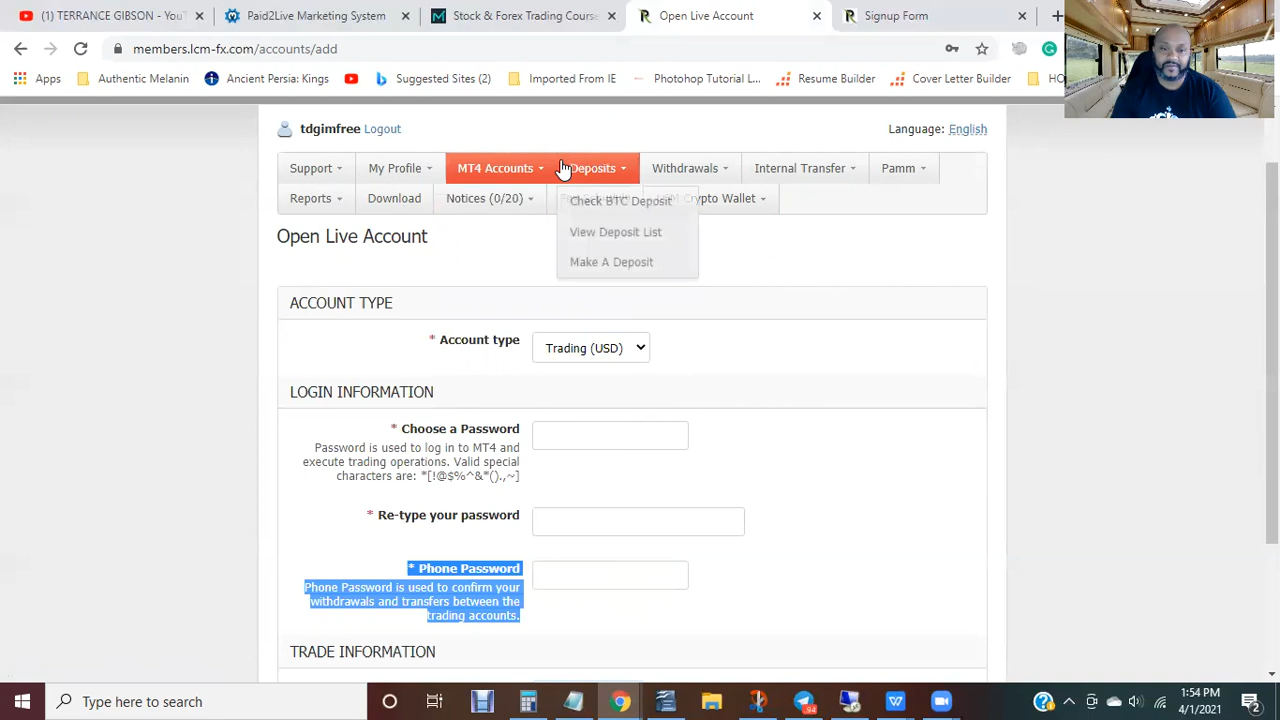 (1) TERRANCE GIBSON - YouT
Paid2Live Marketing System
Stock & Forex Trading Course
Open Live Account
Signup Form
members.lcm-fx.com/accounts/add
Apps
Authentic Melanin
Ancient Persia: Kings
Suggested Sites (2)
Imported From IE
Photohop Tutorial L...
Resume Builder
Cover Letter Builder
HO
tdgimfree Logout
Language: English
Support
My Profile
MT4 Accounts
Deposits
Withdrawals
Internal Transfer
Pamm
Reports
Download
Notices (0/20)
Crypto Wallet
Check BTC Deposit
View Deposit List
Make A Deposit
Open Live Account
ACCOUNT TYPE
* Account type
Trading (USD)
LOGIN INFORMATION
* Choose a Password
Password is used to log in to MT4 and
execute trading operations. Valid special
characters are: *[!@$%^&*().,~]
* Re-type your password
* Phone Password
Phone Password is used to confirm your
withdrawals and transfers between the
trading accounts.
TRADE INFORMATION
Type here to search
94
W
1:54 PM
4/1/2021
2